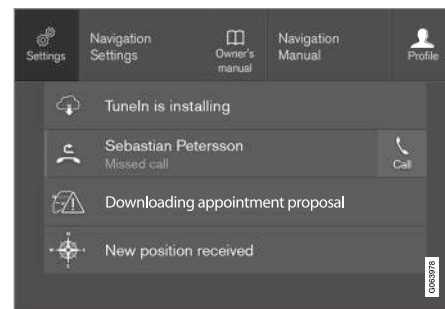 Settings
Navigation
Settings
Owner's
manual
Navigation
Manual
Profile
TuneIn is installing
Sebastian Petersson
Missed call
Call
Downloading appointment proposal
New position received
G063978